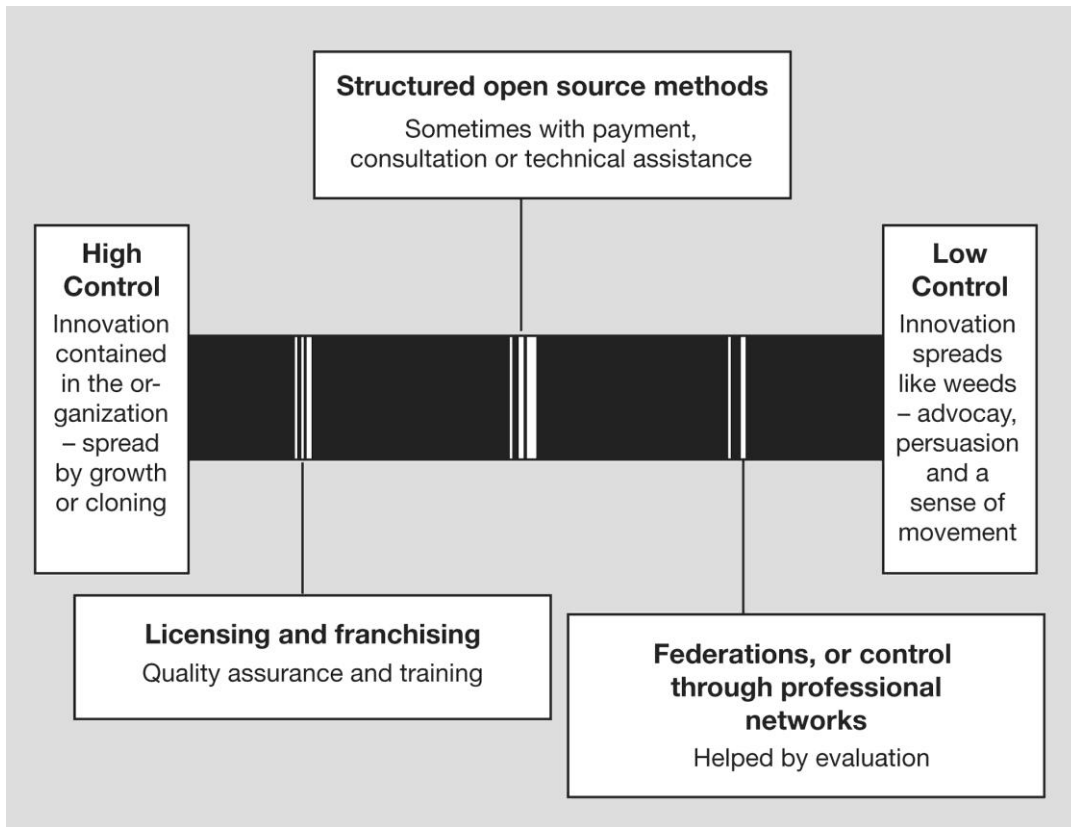 Structured open source methods
Sometimes with payment,
consultation or technical assistance
High
Control
Innovation
contained
in the or-
ganization
– spread
by growth
or cloning
Low
Control
Innovation
spreads
like weeds
– advocay,
persuasion
and a
sense of
movement
Licensing and franchising
Quality assurance and training
Federations, or control
through professional
networks
Helped by evaluation